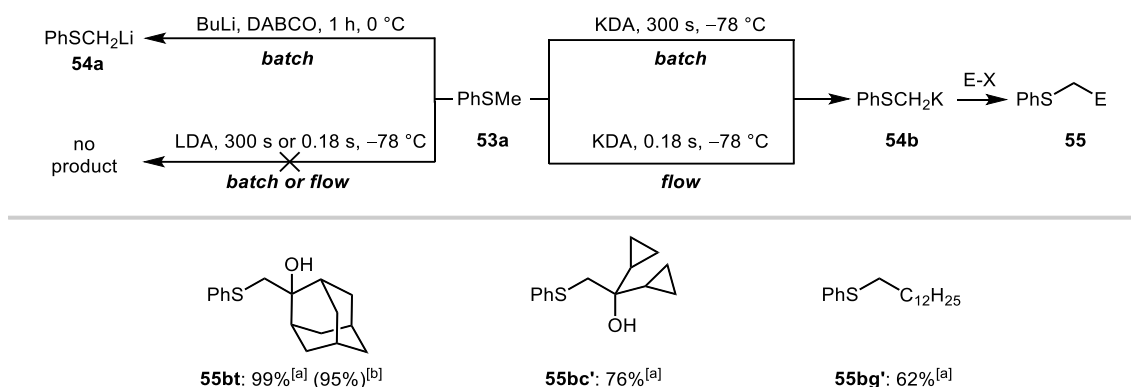 BuLi, DABCO, 1 h, 0 °C
batch
PhSCH₂Li
54a
KDA, 300 s, –78 °C
batch
PhSMe
53a
PhSCH₂K
54b
E-X
PhS
E
55
no
product
LDA, 300 s or 0.18 s, –78 °C
batch or flow
KDA, 0.18 s, –78 °C
flow
OH
PhS
55bt: 99%[a] (95%)[b]
PhS
OH
55bc': 76%[a]
PhS
C₁₂H₂₅
55bg': 62%[a]